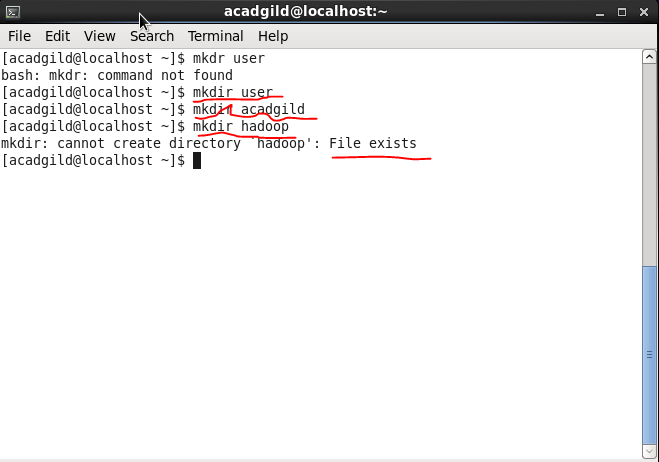 acadgild@localhost:~
File Edit View Search Terminal Help
[acadgild@localhost ~]$ mkdr user
bash: mkdr: command not found
[acadgild@localhost ~]$ mkdir user
[acadgild@localhost ~]$ mkdir acadgild
[acadgild@localhost ~]$ mkdir hadoop
mkdir: cannot create directory `hadoop': File exists
[acadgild@localhost ~]$